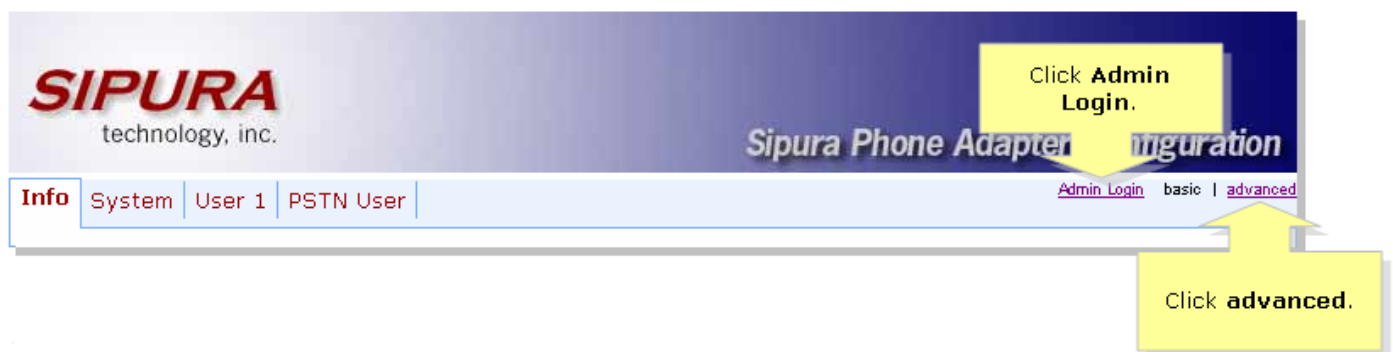 SIPURA
technology, inc.
Click Admin
Login.
Sipura Phone Adapter
Info System User 1 PSTN User
Admin Login basic | advanced
Click advanced.